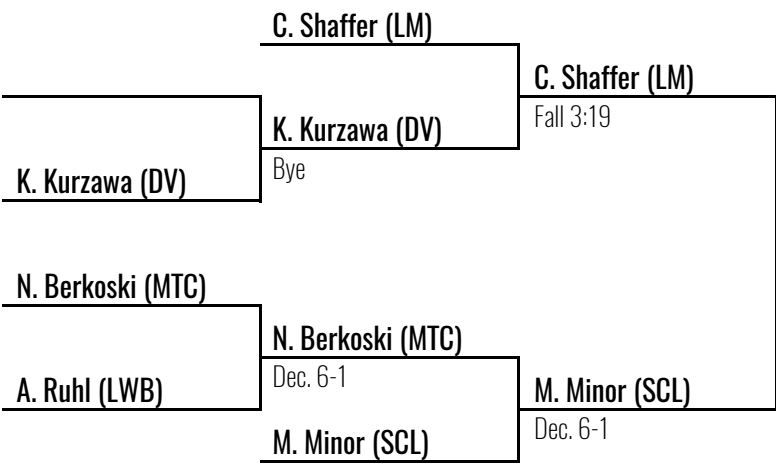 C. Shaffer (LM)
C. Shaffer (LM)
Fall 3:19
K. Kurzawa (DV)
Bye
K. Kurzawa (DV)
N. Berkoski (MTC)
N. Berkoski (MTC)
Dec. 6-1
A. Ruhl (LWB)
M. Minor (SCL)
Dec. 6-1
M. Minor (SCL)